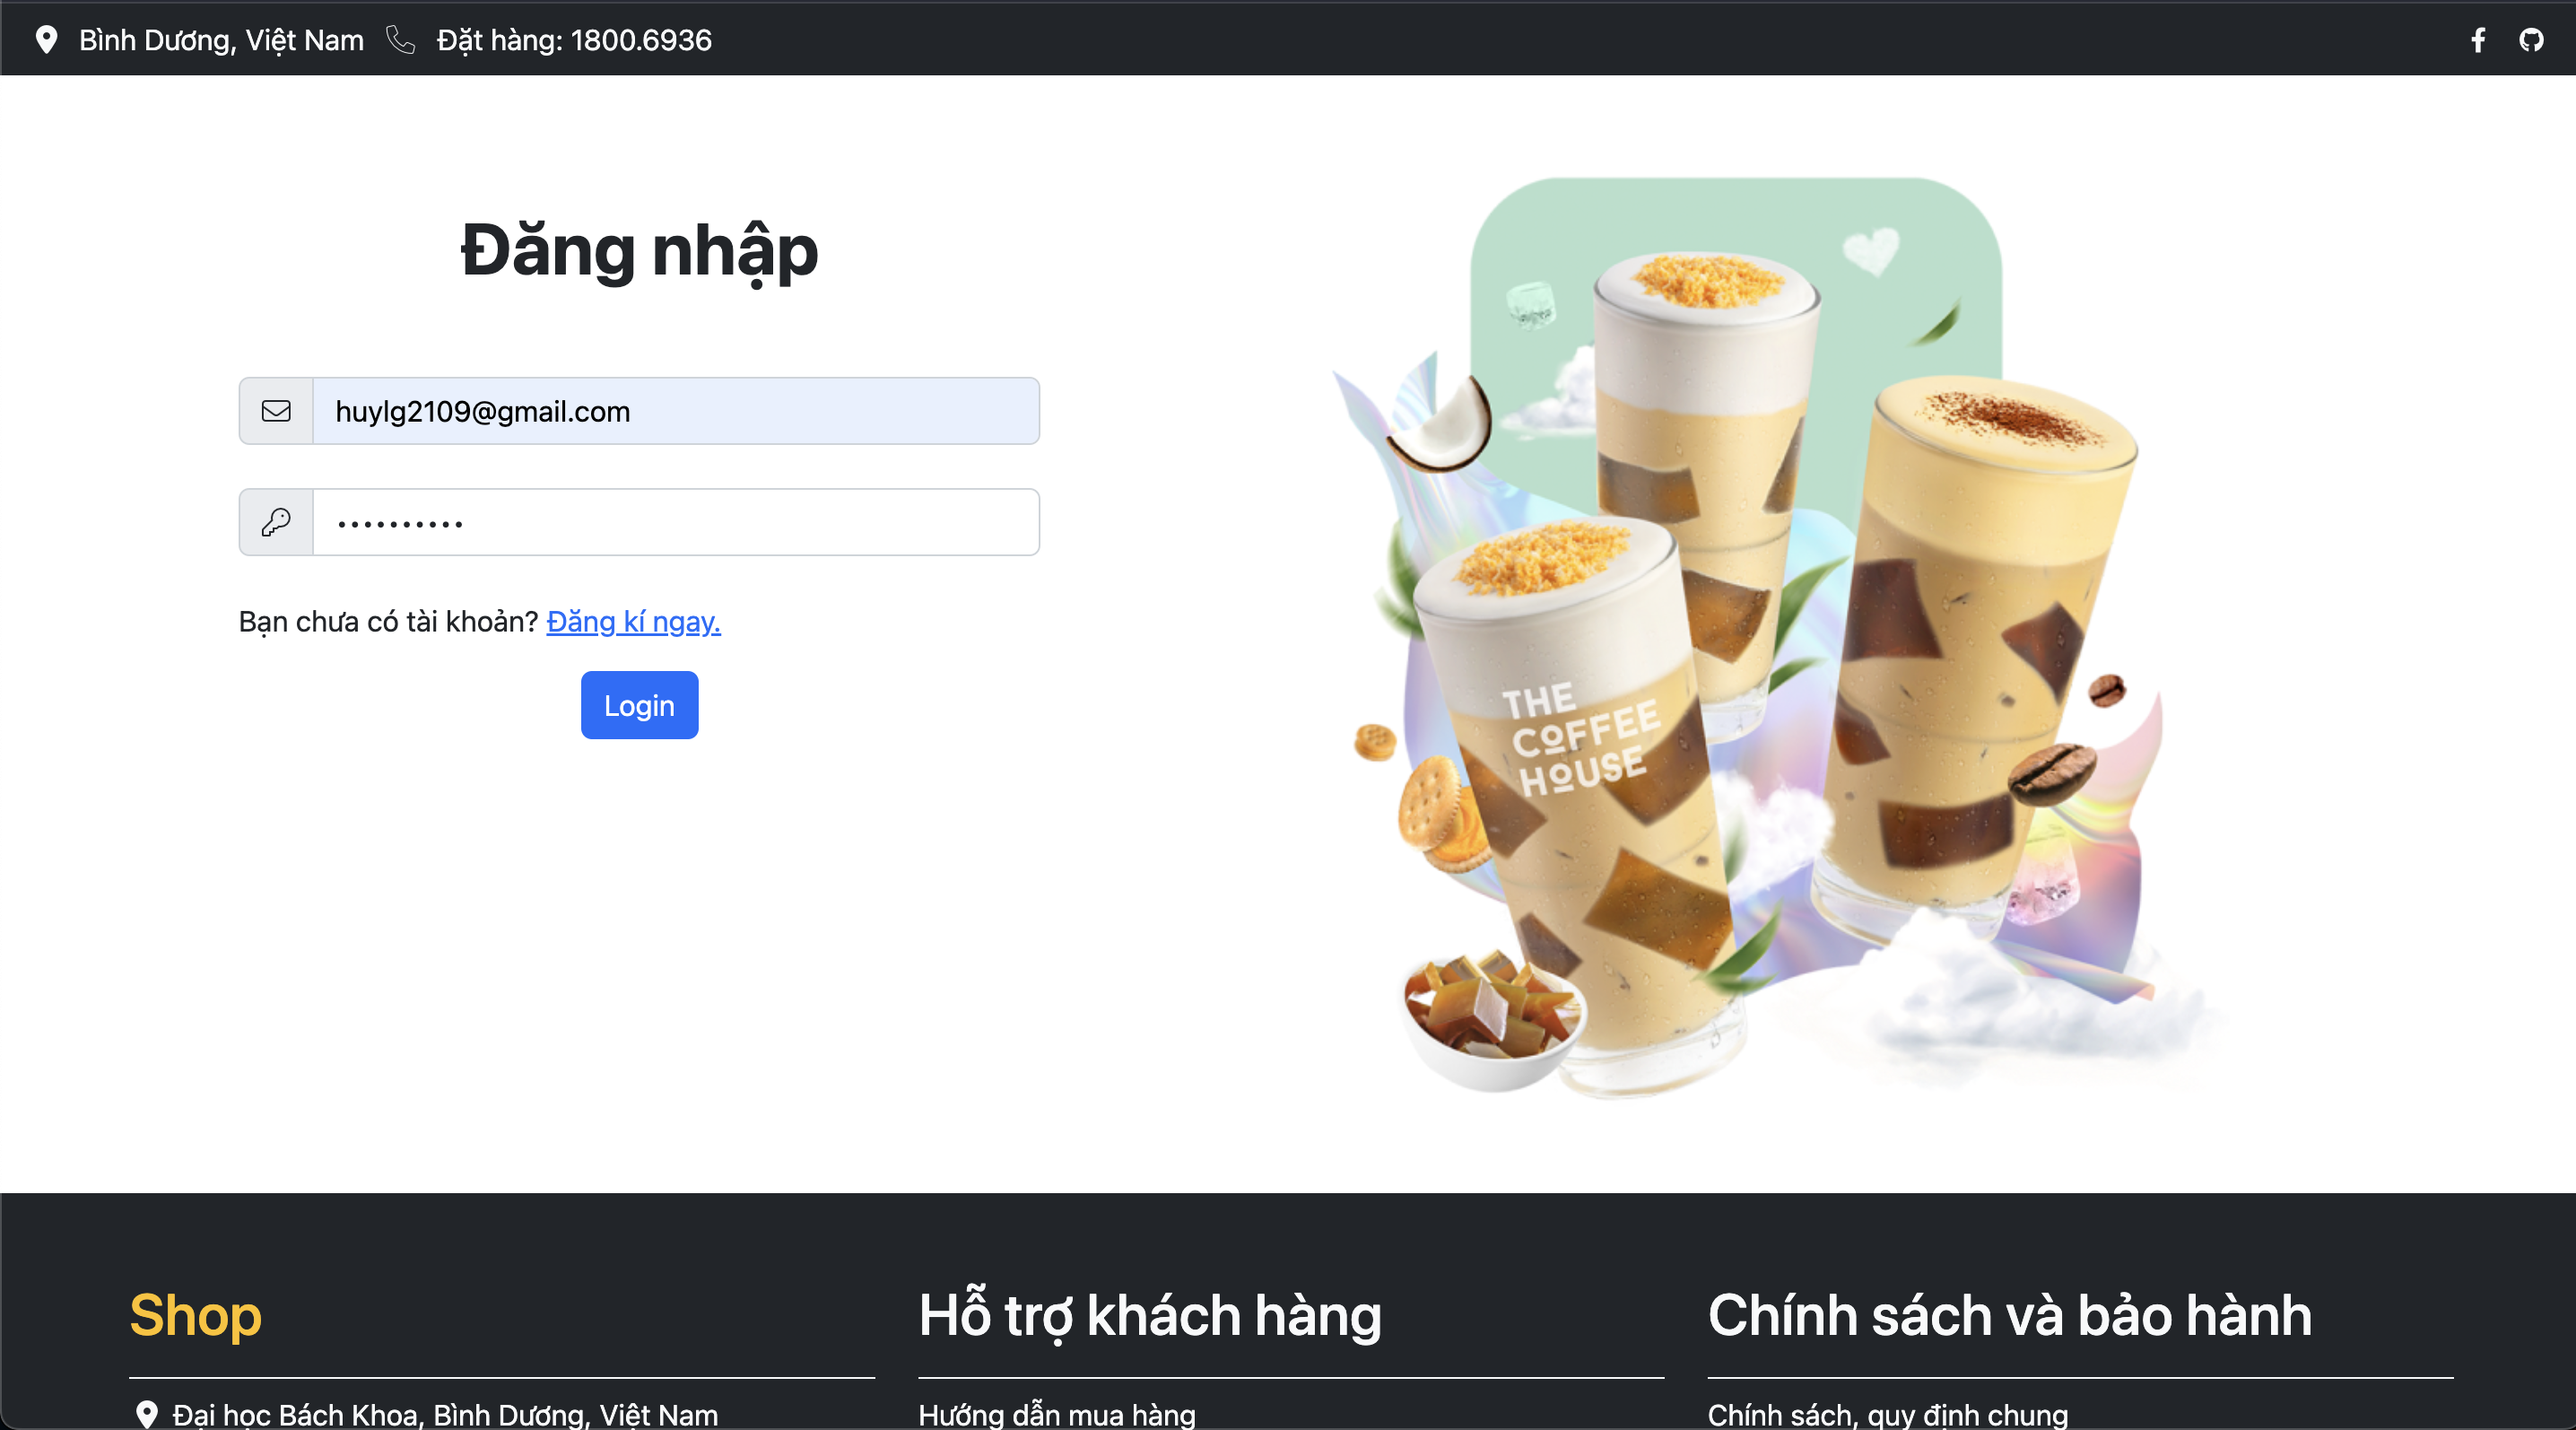 Bình Dương, Việt Nam Đặt hàng: 1800.6936
Đăng nhập
huylg2109@gmail.com
••••••••••
Bạn chưa có tài khoản? Đăng kí ngay.
Login
THE
COFFEE
HOUSE
Shop
Đại học Bách Khoa, Bình Dương, Việt Nam
Hỗ trợ khách hàng
Hướng dẫn mua hàng
Chính sách và bảo hành
Chính sách, quy định chung